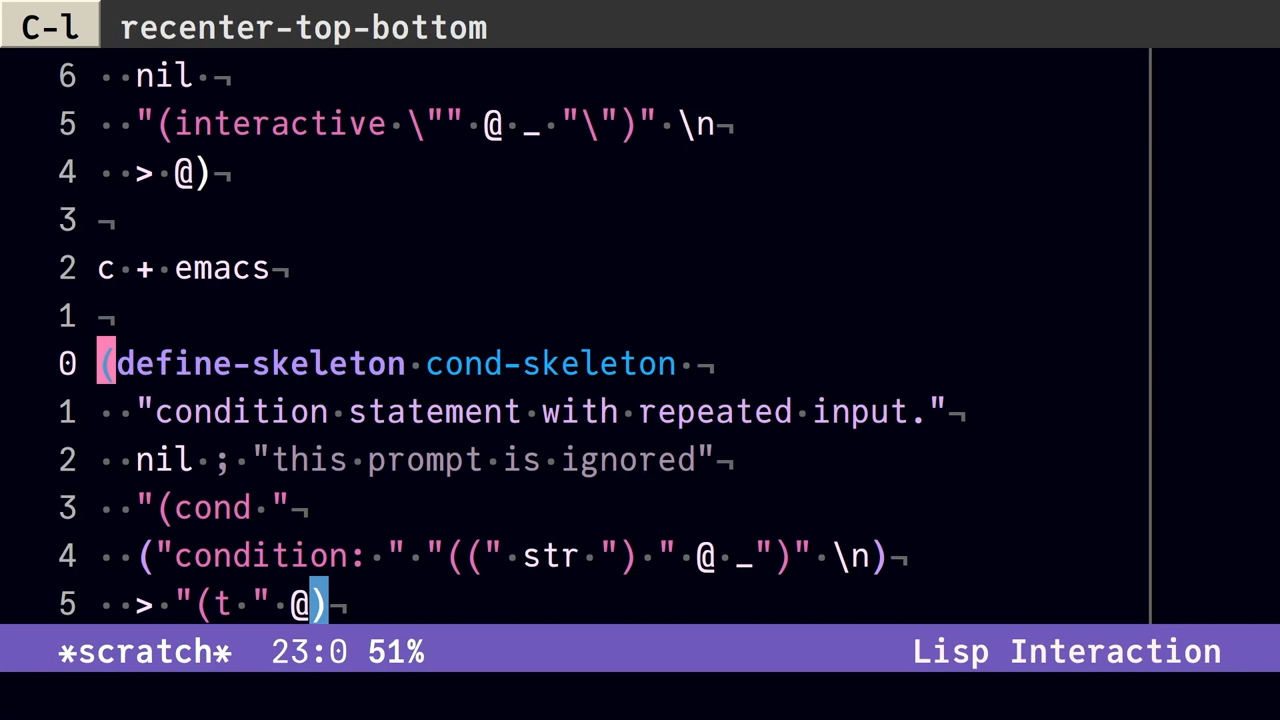 C-l recenter-top-bottom
6 ··nil·¬
5 ··"(interactive·\""·@·_·"\")"·\n¬
4 ··>·@)¬
3 ¬
2 c·+·emacs¬
1 ¬
0 (define-skeleton·cond-skeleton·¬
1 ··"condition·statement·with·repeated·input."¬
2 ··nil·;·"this·prompt·is·ignored"¬
3 ··"(cond·"¬
4 ··("condition:·"·"(("·str·")·"·@·_")"·\n)¬
5 ··>·"(t·"·@)¬
*scratch* 23:0 51% Lisp Interaction